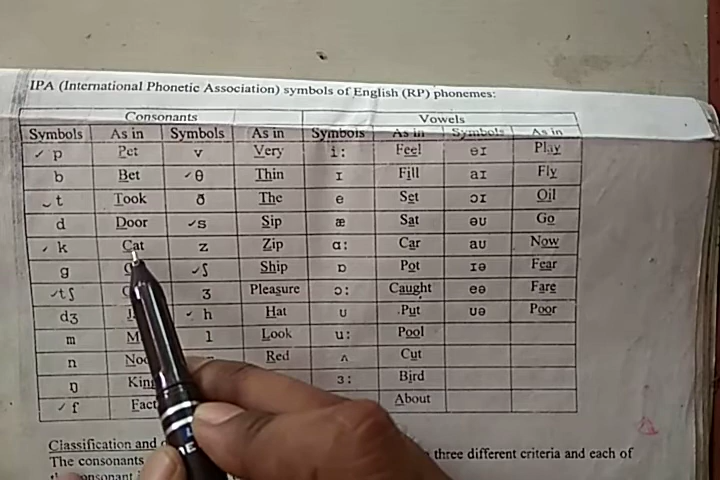 IPA (International Phonetic Association) symbols of English (RP) phonemes:
Consonants Vowels
Symbols As in Symbols As in Symbols As in Symbols As in
✓ p Pet v Very i: Feel eɪ Play
b Bet ✓ θ Thin ɪ Fill aɪ Fly
✓ t Took ð The e Set ɔɪ Oil
d Door ✓ s Sip æ Sat əʊ Go
✓ k Cat z Zip ɑ: Car aʊ Now
g ✓ ʃ Ship ɒ Pot ɪə Fear
✓ tʃ ʒ Pleasure ɔ: Caught eə Fare
dʒ ✓ h Hat ʊ Put ʊə Poor
m l Look u: Pool
n Red ʌ Cut
ŋ ɜ: Bird
✓ f Fact About
Classification and
The consonants three different criteria and each of
consonant